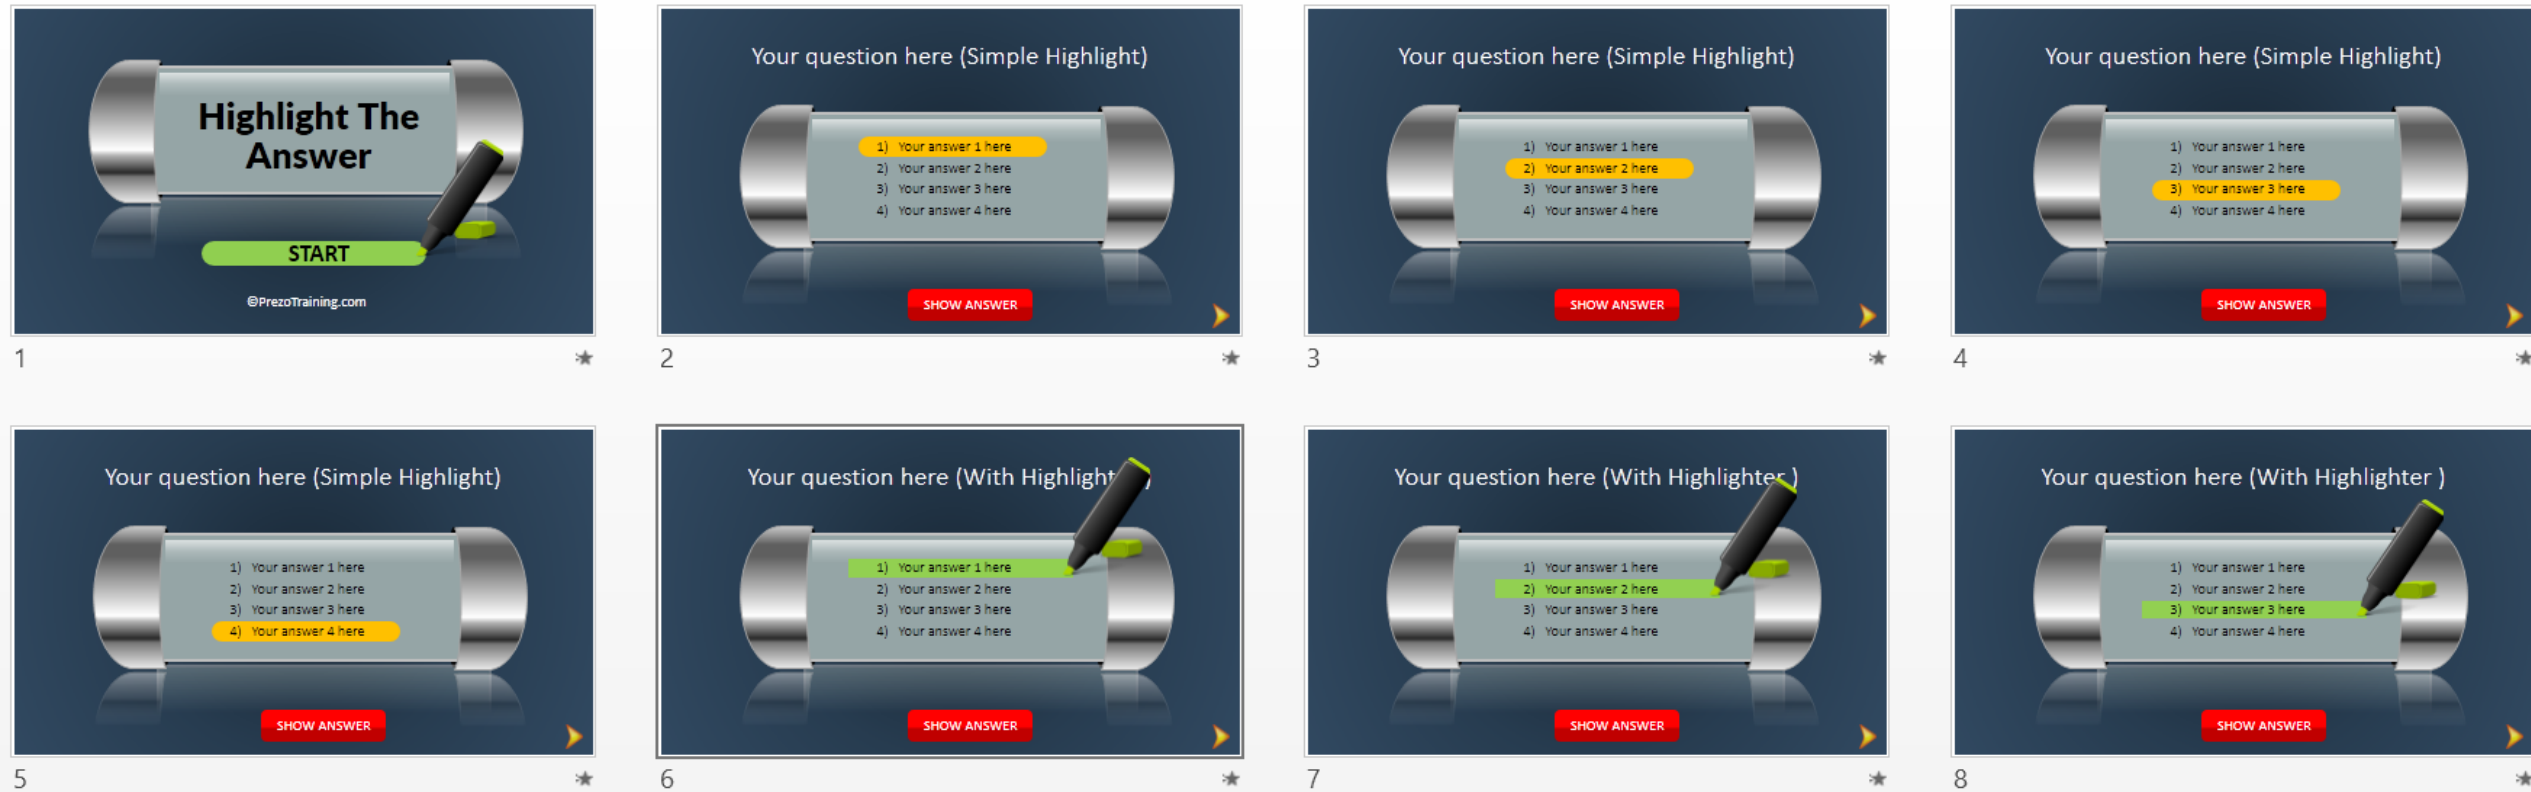 Highlight The
Answer
START
©PrezoTraining.com
1
Your question here (Simple Highlight)
1) Your answer 1 here
2) Your answer 2 here
3) Your answer 3 here
4) Your answer 4 here
SHOW ANSWER
2
Your question here (Simple Highlight)
1) Your answer 1 here
2) Your answer 2 here
3) Your answer 3 here
4) Your answer 4 here
SHOW ANSWER
3
Your question here (Simple Highlight)
1) Your answer 1 here
2) Your answer 2 here
3) Your answer 3 here
4) Your answer 4 here
SHOW ANSWER
4
Your question here (Simple Highlight)
1) Your answer 1 here
2) Your answer 2 here
3) Your answer 3 here
4) Your answer 4 here
SHOW ANSWER
5
Your question here (With Highlight )
1) Your answer 1 here
2) Your answer 2 here
3) Your answer 3 here
4) Your answer 4 here
SHOW ANSWER
6
Your question here (With Highlighter )
1) Your answer 1 here
2) Your answer 2 here
3) Your answer 3 here
4) Your answer 4 here
SHOW ANSWER
7
Your question here (With Highlighter )
1) Your answer 1 here
2) Your answer 2 here
3) Your answer 3 here
4) Your answer 4 here
SHOW ANSWER
8